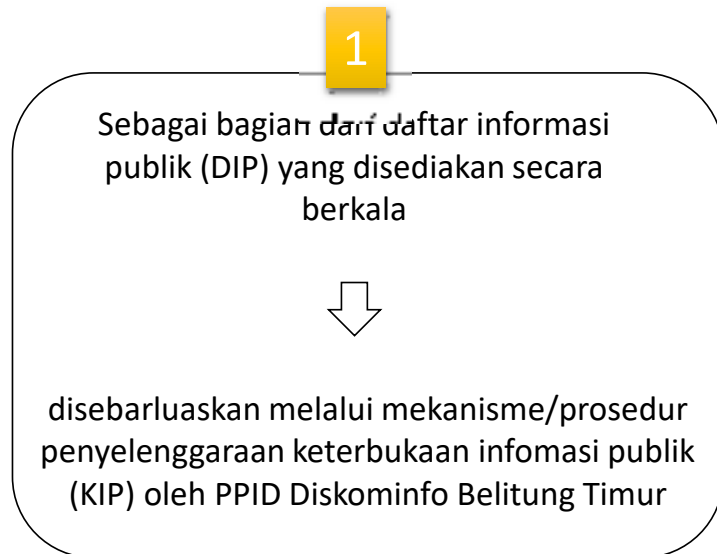 1
Sebagai bagian dari daftar informasi
publik (DIP) yang disediakan secara
berkala
disebarluaskan melalui mekanisme/prosedur
penyelenggaraan keterbukaan infomasi publik
(KIP) oleh PPID Diskominfo Belitung Timur